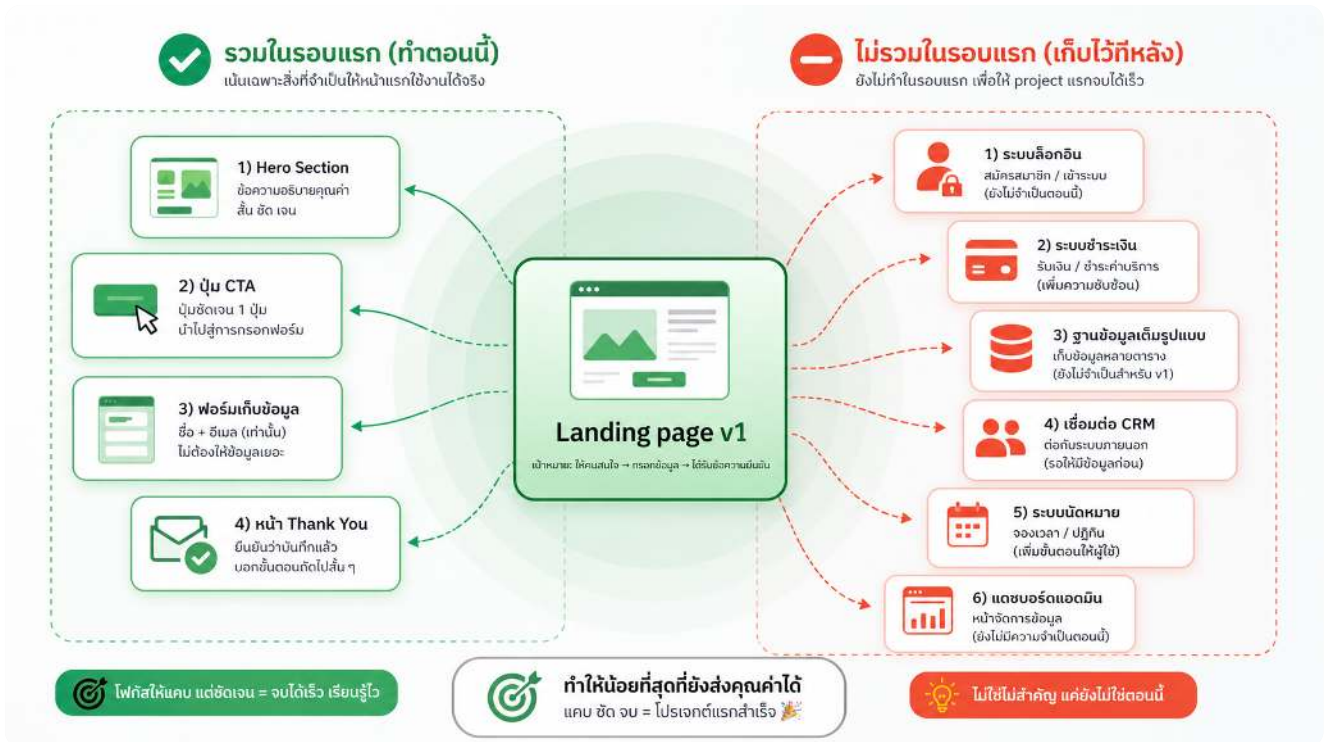 รวมในรอบแรก (ทำตอนนี้)
เน้นเฉพาะสิ่งที่จำเป็นให้หน้าแรกใช้งานได้จริง
1) Hero Section
ข้อความอธิบายคุณค่า
สั้น ชัด เจน
2) ปุ่ม CTA
ปุ่มชัดเจน 1 ปุ่ม
นำไปสู่การกรอกฟอร์ม
3) ฟอร์มเก็บข้อมูล
ชื่อ + อีเมล (เท่านั้น)
ไม่ต้องให้ข้อมูลเยอะ
4) หน้า Thank You
ยืนยันว่าบันทึกแล้ว
บอกขั้นตอนถัดไปสั้น ๆ
โฟกัสให้แคบ แต่ชัดเจน = จบได้เร็ว เรียนรู้ไว
Landing page v1
เป้าหมาย: ให้คนสนใจ → กรอกข้อมูล → ได้รับข้อความยืนยัน
ทำให้น้อยที่สุดที่ยังส่งคุณค่าได้
แคบ ชัด จบ = โปรเจกต์แรกสำเร็จ 🎉
ไม่รวมในรอบแรก (เก็บไว้ทีหลัง)
ยังไม่ทำในรอบแรก เพื่อให้ project แรกจบได้เร็ว
1) ระบบล็อกอิน
สมัครสมาชิก / เข้าระบบ
(ยังไม่จำเป็นตอนนี้)
2) ระบบชำระเงิน
รับเงิน / ชำระค่าบริการ
(เพิ่มความซับซ้อน)
3) ฐานข้อมูลเต็มรูปแบบ
เก็บข้อมูลหลายตาราง
(ยังไม่จำเป็นสำหรับ v1)
4) เชื่อมต่อ CRM
ต่อกับระบบภายนอก
(รอให้มีข้อมูลก่อน)
5) ระบบนัดหมาย
จองเวลา / ปฏิทิน
(เพิ่มขั้นตอนให้ผู้ใช้)
6) แดชบอร์ดแอดมิน
หน้าจัดการข้อมูล
(ยังไม่มีความจำเป็นตอนนี้)
ไม่ใช่ไม่สำคัญ แค่ยังไม่ใช่ตอนนี้